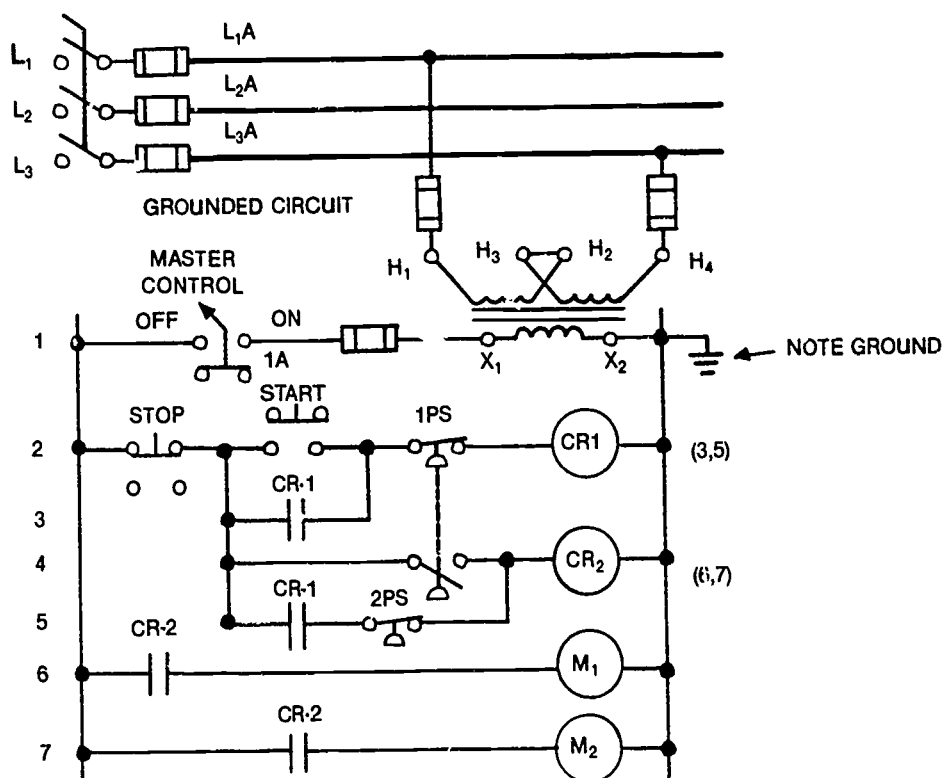 L1A
L1
L2A
L2
L3A
L3
GROUNDED CIRCUIT
MASTER
CONTROL
H1
H3
H2
H4
OFF
ON
1
1A
X1
X2
NOTE GROUND
START
STOP
1PS
2
CR1
(3,5)
CR-1
3
4
CR2
(6,7)
CR-1
2PS
5
CR-2
6
M1
CR-2
7
M2